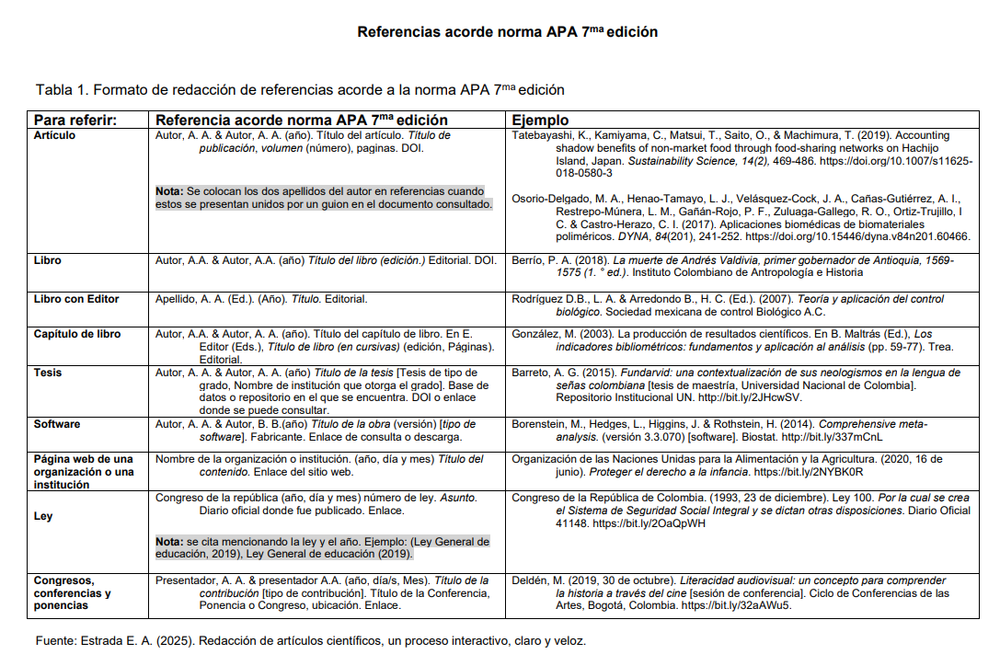 Referencias acorde norma APA 7ma edición
Tabla 1. Formato de redacción de referencias acorde a la norma APA 7ma edición
Para referir:
Referencia acorde norma APA 7ma edición
Ejemplo
Artículo
Autor, A. A. & Autor, A. A. (año). Título del artículo. Título de
publicación, volumen (número), paginas. DOI.
Nota: Se colocan los dos apellidos del autor en referencias cuando
estos se presentan unidos por un guion en el documento consultado.
Tatebayashi, K., Kamiyama, C., Matsui, T., Saito, O., & Machimura, T. (2019). Accounting
shadow benefits of non-market food through food-sharing networks on Hachijo
Island, Japan. Sustainability Science, 14(2), 469-486. https://doi.org/10.1007/s11625-
018-0580-3
Osorio-Delgado, M. A., Henao-Tamayo, L. J., Velásquez-Cock, J. A., Cañas-Gutiérrez, A. I.,
Restrepo-Múnera, L. M., Gañán-Rojo, P. F., Zuluaga-Gallego, R. O., Ortiz-Trujillo, I
C. & Castro-Herazo, C. I. (2017). Aplicaciones biomédicas de biomateriales
poliméricos. DYNA, 84(201), 241-252. https://doi.org/10.15446/dyna.v84n201.60466.
Libro
Autor, A.A. & Autor, A.A. (año) Título del libro (edición.) Editorial. DOI.
Berrío, P. A. (2018). La muerte de Andrés Valdivia, primer gobernador de Antioquia, 1569-
1575 (1. ° ed.). Instituto Colombiano de Antropología e Historia
Libro con Editor
Apellido, A. A. (Ed.). (Año). Título. Editorial.
Rodríguez D.B., L. A. & Arredondo B., H. C. (Ed.). (2007). Teoría y aplicación del control
biológico. Sociedad mexicana de control Biológico A.C.
Capítulo de libro
Autor, A.A. & Autor, A. A. (año). Título del capítulo de libro. En E.
Editor (Eds.), Título de libro (en cursivas) (edición, Páginas).
Editorial.
González, M. (2003). La producción de resultados científicos. En B. Maltrás (Ed.), Los
indicadores bibliométricos: fundamentos y aplicación al análisis (pp. 59-77). Trea.
Tesis
Autor, A. A. & Autor, A. A. (año) Título de la tesis [Tesis de tipo de
grado, Nombre de institución que otorga el grado]. Base de
datos o repositorio en el que se encuentra. DOI o enlace
donde se puede consultar.
Barreto, A. G. (2015). Fundarvid: una contextualización de sus neologismos en la lengua de
señas colombiana [tesis de maestría, Universidad Nacional de Colombia].
Repositorio Institucional UN. http://bit.ly/2JHcwSV.
Software
Autor, A. A. & Autor, B. B.(año) Título de la obra (versión) [tipo de
software]. Fabricante. Enlace de consulta o descarga.
Borenstein, M., Hedges, L., Higgins, J. & Rothstein, H. (2014). Comprehensive meta-
analysis. (versión 3.3.070) [software]. Biostat. http://bit.ly/337mCnL
Página web de una
organización o una
institución
Nombre de la organización o institución. (año, día y mes) Título del
contenido. Enlace del sitio web.
Organización de las Naciones Unidas para la Alimentación y la Agricultura. (2020, 16 de
junio). Proteger el derecho a la infancia. https://bit.ly/2NYBK0R
Ley
Congreso de la república (año, día y mes) número de ley. Asunto.
Diario oficial donde fue publicado. Enlace.
Nota: se cita mencionando la ley y el año. Ejemplo: (Ley General de
educación, 2019), Ley General de educación (2019).
Congreso de la República de Colombia. (1993, 23 de diciembre). Ley 100. Por la cual se crea
el Sistema de Seguridad Social Integral y se dictan otras disposiciones. Diario Oficial
41148. https://bit.ly/2OaQpWH
Congresos,
conferencias y
ponencias
Presentador, A. A. & presentador A.A. (año, día/s, Mes). Título de la
contribución [tipo de contribución]. Título de la Conferencia,
Ponencia o Congreso, ubicación. Enlace.
Deldén, M. (2019, 30 de octubre). Literacidad audiovisual: un concepto para comprender
la historia a través del cine [sesión de conferencia]. Ciclo de Conferencias de las
Artes, Bogotá, Colombia. https://bit.ly/32aAWu5.
Fuente: Estrada E. A. (2025). Redacción de artículos científicos, un proceso interactivo, claro y veloz.